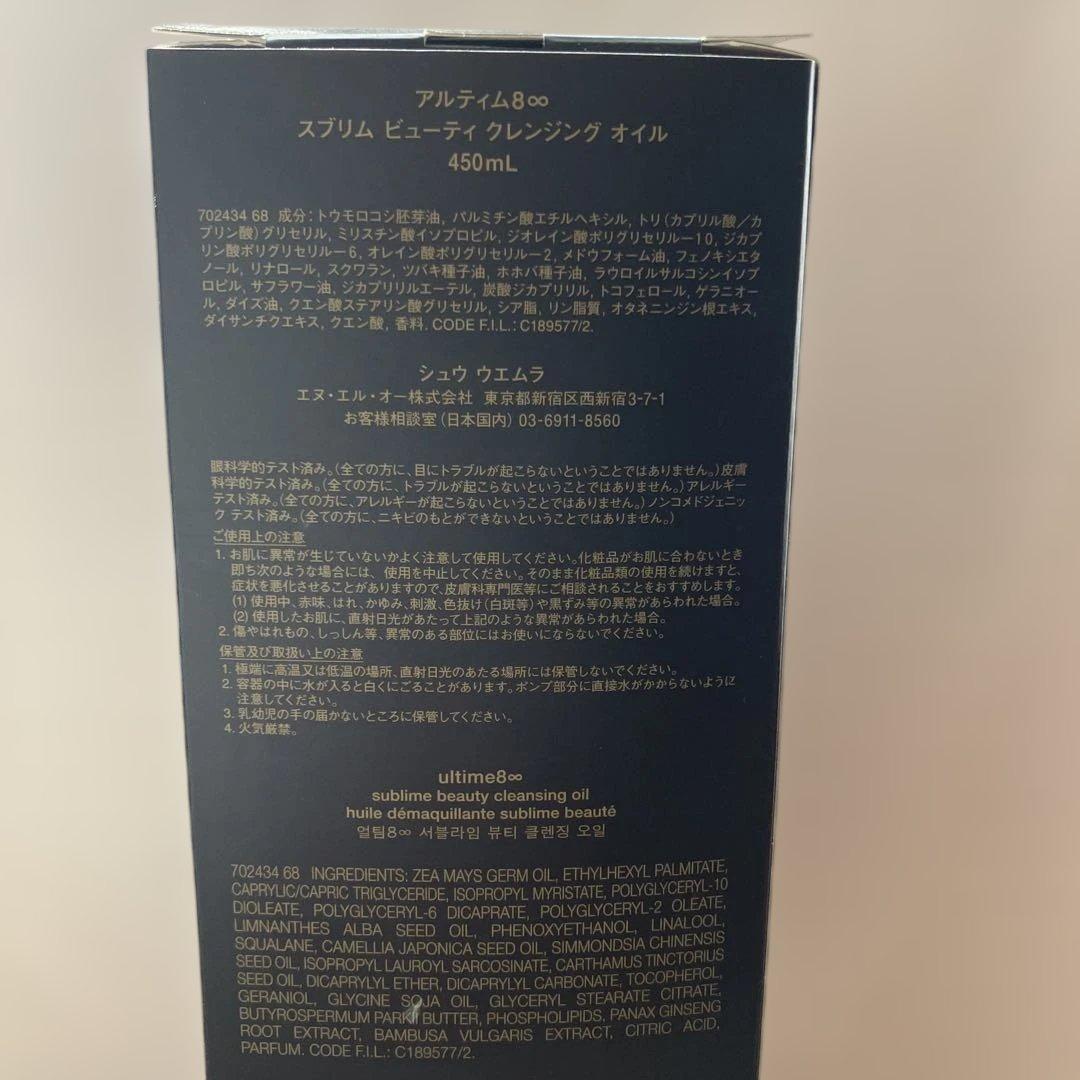 アルティム8∞
スブリム ビューティ クレンジング オイル
450mL
702434 68 成分：トウモロコシ胚芽油, パルミチン酸エチルヘキシル, トリ（カプリル酸／カ
プリン酸）グリセリル, ミリスチン酸イソプロピル, ジオレイン酸ポリグリセリル－10, ジカプ
リン酸ポリグリセリル－6, オレイン酸ポリグリセリル－2, メドウフォーム油, フェノキシエタ
ノール, リナロール, スクワラン, ツバキ種子油, ホホバ種子油, ラウロイルサルコシンイソプ
ロピル, サフラワー油, ジカプリリルエーテル, 炭酸ジカプリリル, トコフェロール, ゲラニオー
ル, ダイズ油, クエン酸ステアリン酸グリセリル, シア脂, リン脂質, オタネニンジン根エキス,
ダイサンチクエキス, クエン酸, 香料. CODE F.I.L.: C189577/2.
シュウ ウエムラ
エヌ・エル・オー株式会社 東京都新宿区西新宿3-7-1
お客様相談室（日本国内）03-6911-8560
眼科学的テスト済み。（全ての方に、目にトラブルが起こらないということではありません。）皮膚
科学的テスト済み。（全ての方に、トラブルが起こらないということではありません。）アレルギー
テスト済み。（全ての方に、アレルギーが起こらないということではありません。）ノンコメドジェニッ
ク テスト済み。（全ての方に、ニキビのもとができないということではありません。）
ご使用上の注意
1. お肌に異常が生じていないかよく注意して使用してください。化粧品がお肌に合わないとき
即ち次のような場合には、使用を中止してください。そのまま化粧品類の使用を続けますと、
症状を悪化させることがありますので、皮膚科専門医等にご相談されることをおすすめします。
(1) 使用中、赤味、はれ、かゆみ、刺激、色抜け（白斑等）や黒ずみ等の異常があらわれた場合。
(2) 使用したお肌に、直射日光があたって上記のような異常があらわれた場合。
2. 傷やはれもの、しっしん等、異常のある部位にはお使いにならないでください。
保管及び取扱い上の注意
1. 極端に高温又は低温の場所、直射日光のあたる場所には保管しないでください。
2. 容器の中に水が入ると白くにごることがあります。ポンプ部分に直接水がかからないように
注意してください。
3. 乳幼児の手の届かないところに保管してください。
4. 火気厳禁。
ultime8∞
sublime beauty cleansing oil
huile démaquillante sublime beauté
얼팀8∞ 서블라임 뷰티 클렌징 오일
702434 68 INGREDIENTS: ZEA MAYS GERM OIL, ETHYLHEXYL PALMITATE,
CAPRYLIC/CAPRIC TRIGLYCERIDE, ISOPROPYL MYRISTATE, POLYGLYCERYL-10
DIOLEATE, POLYGLYCERYL-6 DICAPRATE, POLYGLYCERYL-2 OLEATE,
LIMNANTHES ALBA SEED OIL, PHENOXYETHANOL, LINALOOL,
SQUALANE, CAMELLIA JAPONICA SEED OIL, SIMMONDSIA CHINENSIS
SEED OIL, ISOPROPYL LAUROYL SARCOSINATE, CARTHAMUS TINCTORIUS
SEED OIL, DICAPRYLYL ETHER, DICAPRYLYL CARBONATE, TOCOPHEROL,
GERANIOL, GLYCINE SOJA OIL, GLYCERYL STEARATE CITRATE,
BUTYROSPERMUM PARKII BUTTER, PHOSPHOLIPIDS, PANAX GINSENG
ROOT EXTRACT, BAMBUSA VULGARIS EXTRACT, CITRIC ACID,
PARFUM. CODE F.I.L.: C189577/2.